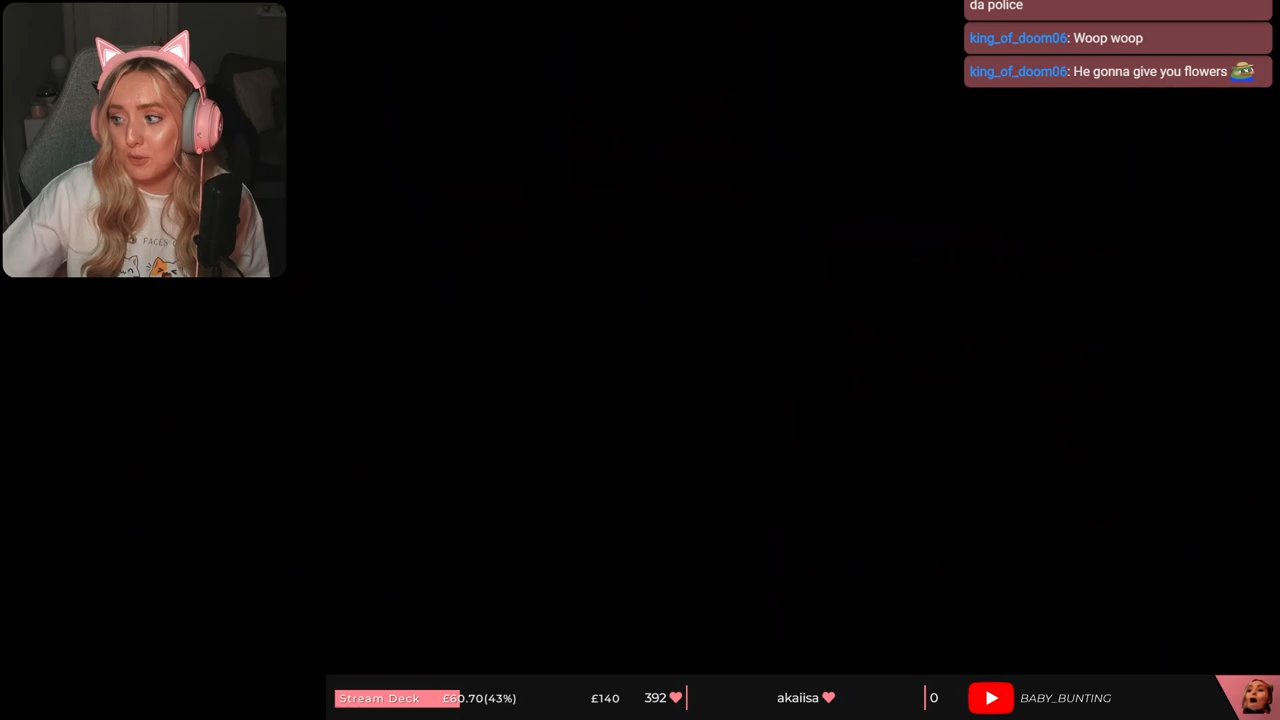 da police
king_of_doom06: Woop woop
king_of_doom06: He gonna give you flowers
FACES
Stream Deck £60.70(43%) £140 392 akaiisa 0 BABY_BUNTING